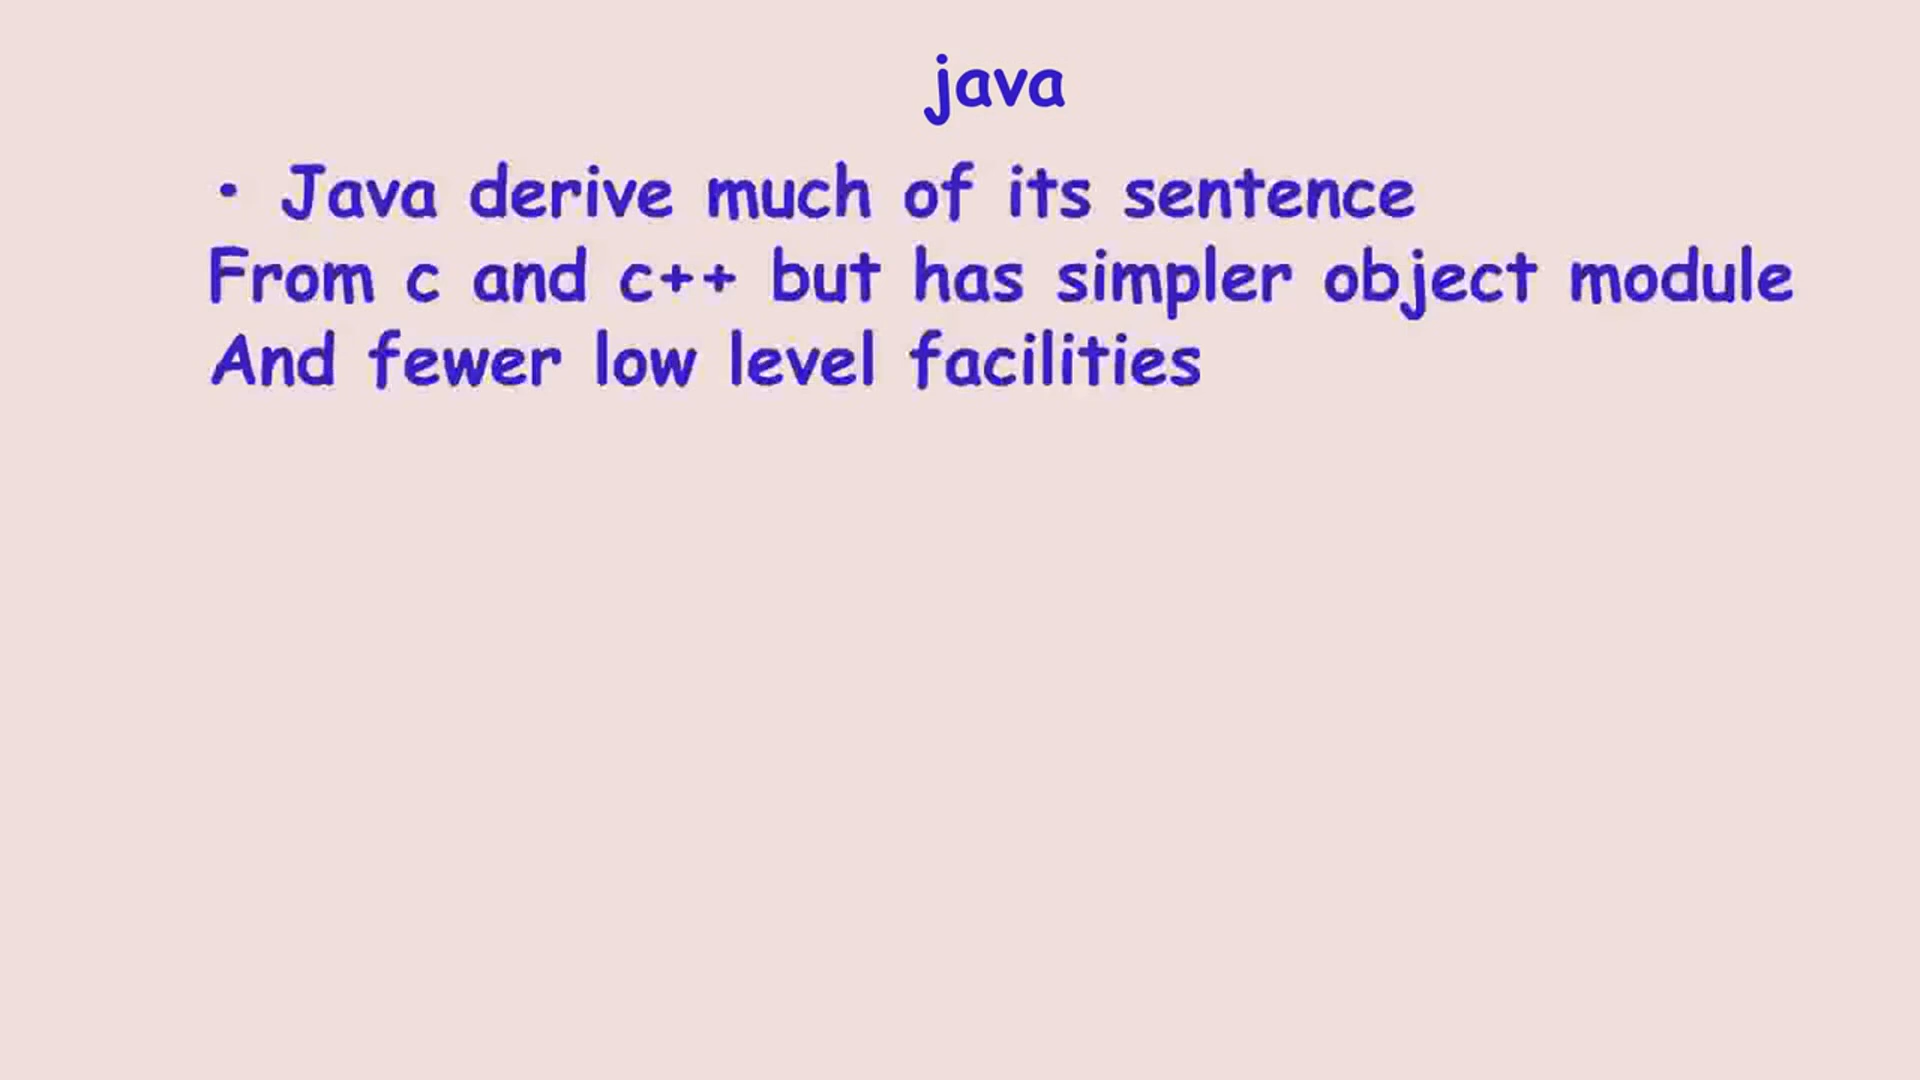 java
• Java derive much of its sentence
From c and c++ but has simpler object module
And fewer low level facilities